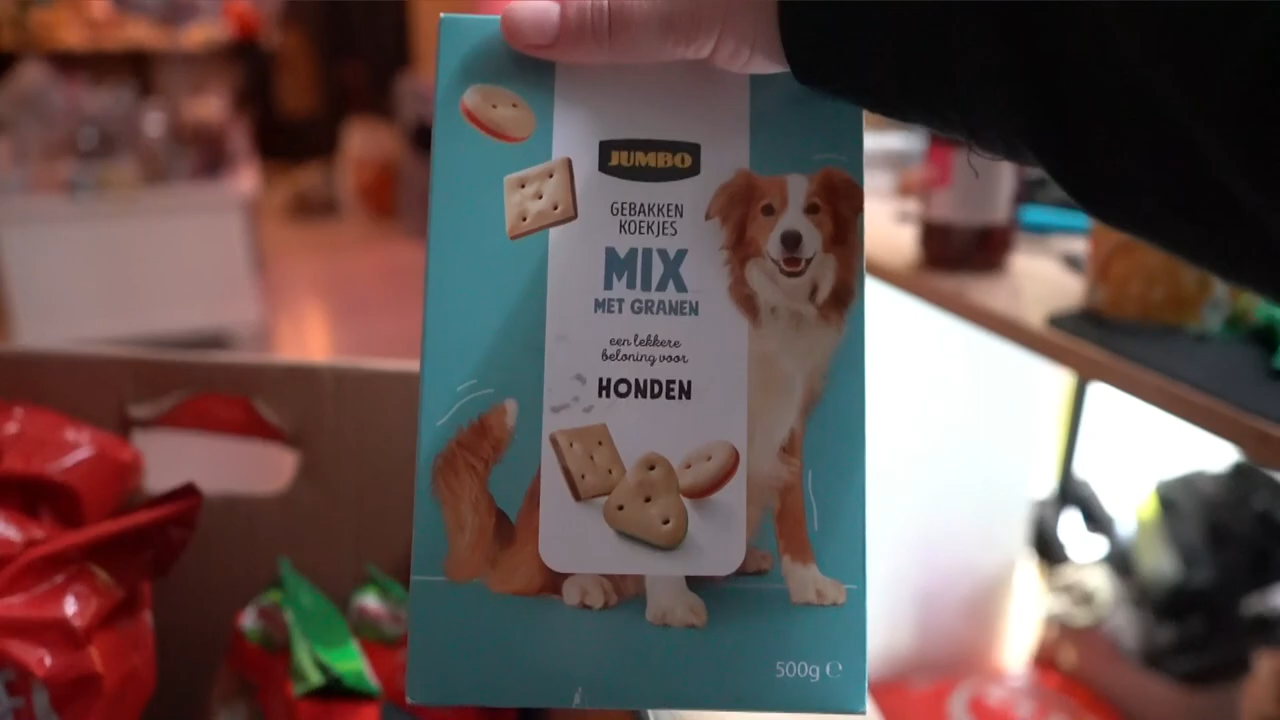 JUMBO
GEBAKKEN
KOEKJES
MIX
MET GRANEN
een lekkere
beloning voor
HONDEN
500g ℮